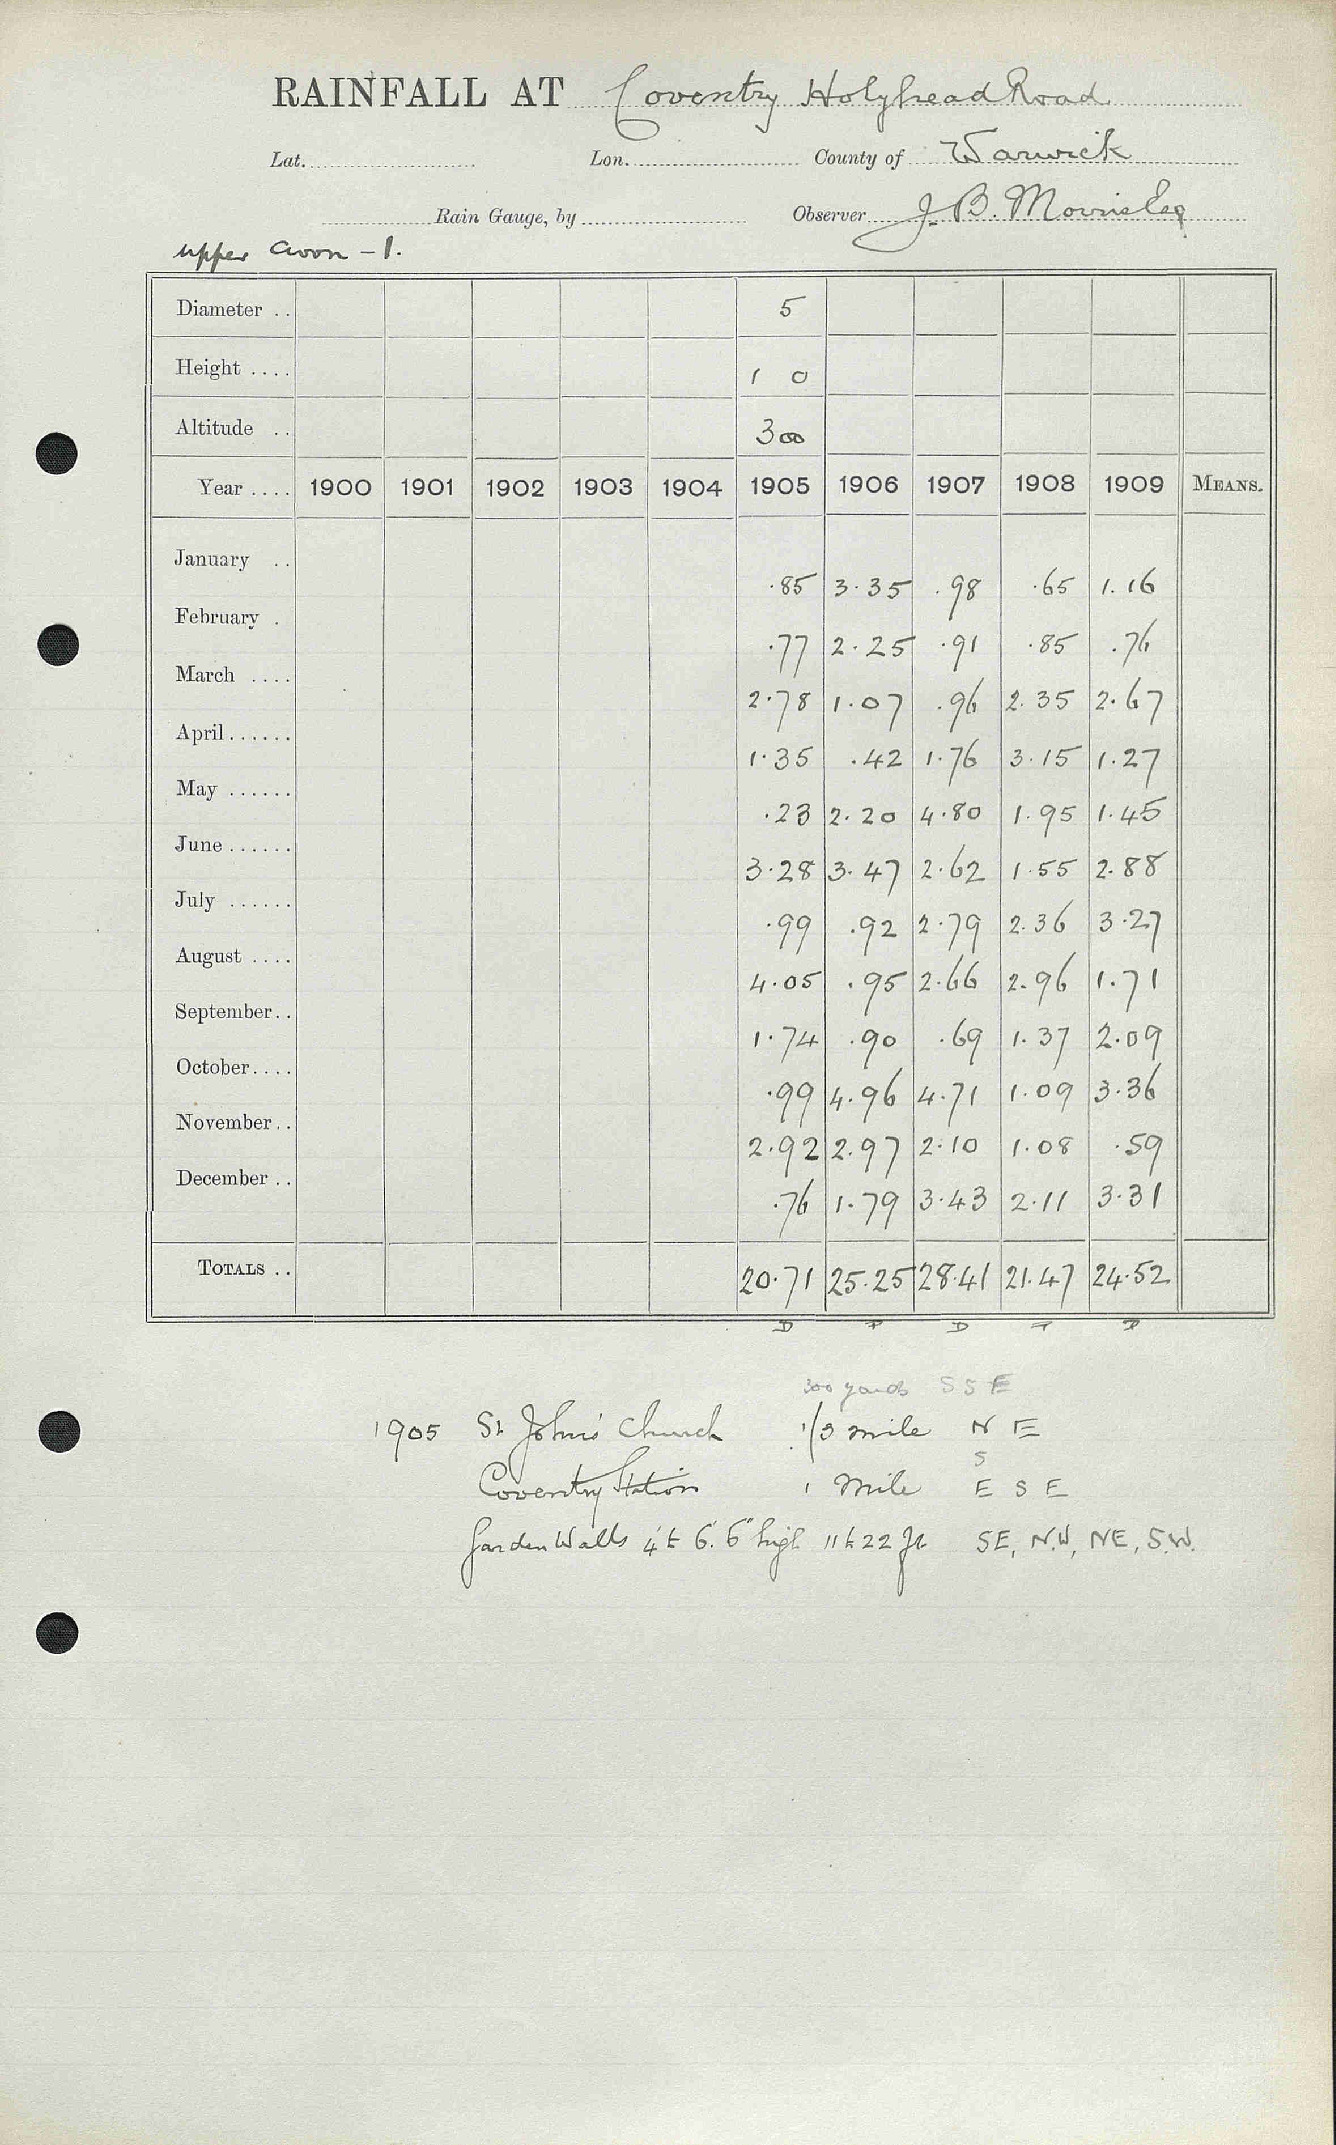 RAINFALL AT Coventry Holyhead Road
Lat. Lon. County of Warwick
Rain Gauge, by Observer J. B. Morris Esq
upper Avon - 1.
Diameter .. 5
Height .... 1 0
Altitude .. 300
Year .... 1900 1901 1902 1903 1904 1905 1906 1907 1908 1909 MEANS.
January .. .85 3.35 .98 .65 1.16
February . .77 2.25 .91 .85 .76
March .... 2.78 1.07 .96 2.35 2.67
April...... 1.35 .42 1.76 3.15 1.27
May ...... .23 2.20 4.80 1.95 1.45
June...... 3.28 3.47 2.62 1.55 2.88
July ...... .99 .92 2.79 2.36 3.27
August .... 4.05 .95 2.66 2.96 1.71
September.. 1.74 .90 .69 1.37 2.09
October.... .99 4.96 4.71 1.09 3.36
November.. 2.92 2.97 2.10 1.08 .59
December .. .76 1.79 3.43 2.11 3.31
TOTALS .. 20.71 25.25 28.41 21.47 24.52
D D
300 yards S S E
1905 St John's Church 1/3 mile N E
S
Coventry Station 1 Mile E S E
Garden Walls 4' to 6'.6" high 11 to 22 ft SE, N.W, NE, S.W.